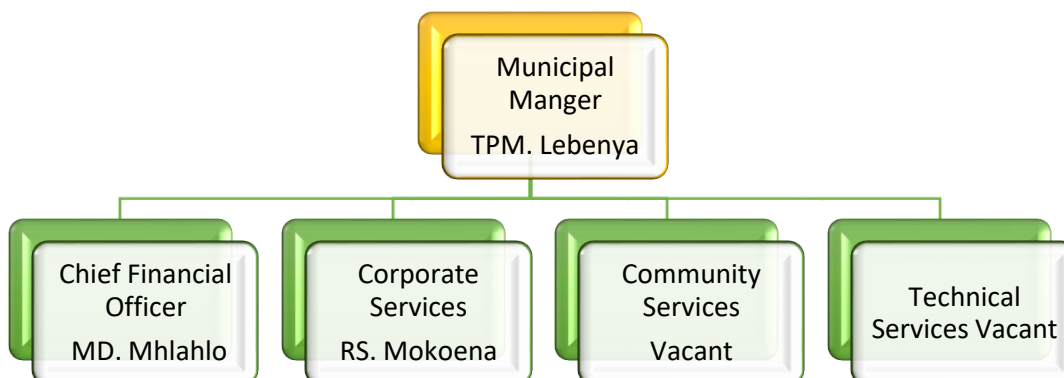 Municipal
Manger
TPM. Lebenya
Chief Financial
Officer
MD. Mhlahlo
Corporate
Services
RS. Mokoena
Community
Services
Vacant
Technical
Services Vacant